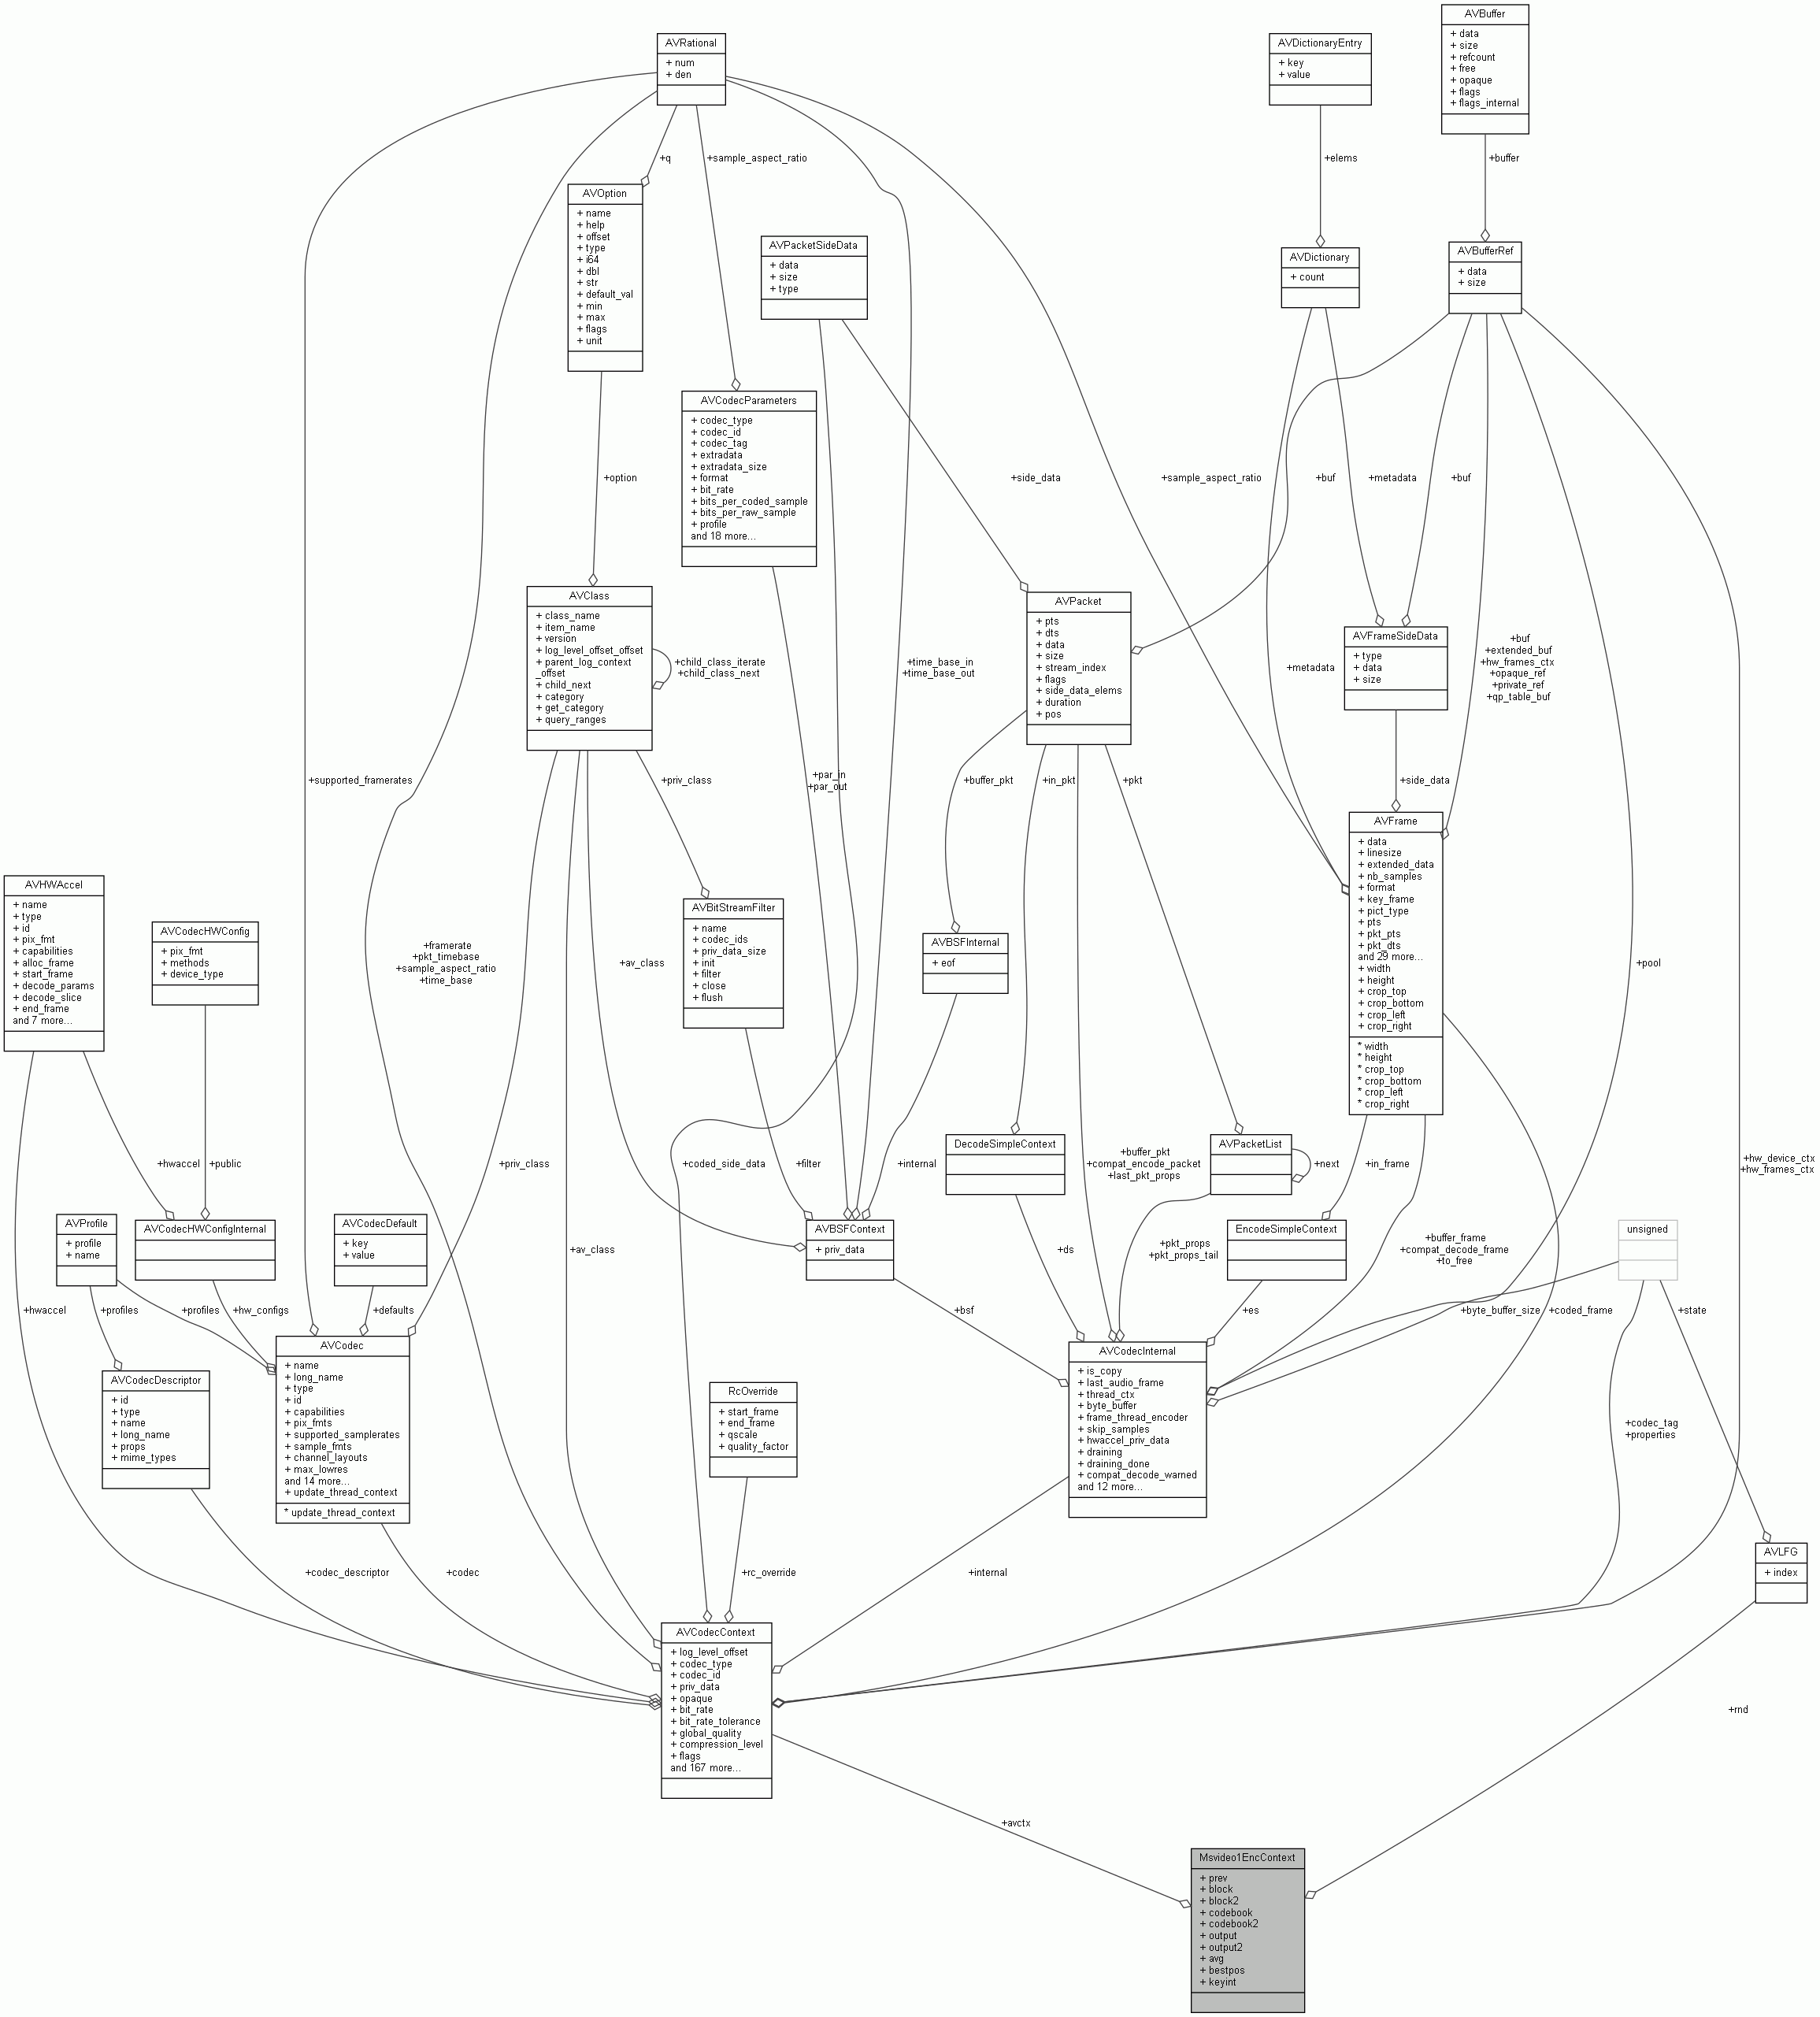 AVBuffer
+ data
+ size
+ refcount
+ free
+ opaque
+ flags
+ flags_internal
AVRational
+ num
+ den
AVDictionaryEntry
+ key
+ value
+q
+sample_aspect_ratio
+elems
+buffer
AVOption
+ name
+ help
+ offset
+ type
+ i64
+ dbl
+ str
+ default_val
+ min
+ max
+ flags
+ unit
AVPacketSideData
+ data
+ size
+ type
AVDictionary
+ count
AVBufferRef
+ data
+ size
AVCodecParameters
+ codec_type
+ codec_id
+ codec_tag
+ extradata
+ extradata_size
+ format
+ bit_rate
+ bits_per_coded_sample
+ bits_per_raw_sample
+ profile
and 18 more...
+option
+side_data
+sample_aspect_ratio
+buf
+metadata
+buf
AVClass
+ class_name
+ item_name
+ version
+ log_level_offset_offset
+ parent_log_context
_offset
+ child_next
+ category
+ get_category
+ query_ranges
+child_class_iterate
+child_class_next
+time_base_in
+time_base_out
AVPacket
+ pts
+ dts
+ data
+ size
+ stream_index
+ flags
+ side_data_elems
+ duration
+ pos
+metadata
AVFrameSideData
+ type
+ data
+ size
+buf
+extended_buf
+hw_frames_ctx
+opaque_ref
+private_ref
+qp_table_buf
+supported_framerates
+priv_class
+par_in
+par_out
+buffer_pkt
+in_pkt
+pkt
+side_data
AVFrame
+ data
+ linesize
+ extended_data
+ nb_samples
+ format
+ key_frame
+ pict_type
+ pts
+ pkt_pts
+ pkt_dts
and 29 more...
+ width
+ height
+ crop_top
+ crop_bottom
+ crop_left
+ crop_right
* width
* height
* crop_top
* crop_bottom
* crop_left
* crop_right
AVHWAccel
+ name
+ type
+ id
+ pix_fmt
+ capabilities
+ alloc_frame
+ start_frame
+ decode_params
+ decode_slice
+ end_frame
and 7 more...
AVCodecHWConfig
+ pix_fmt
+ methods
+ device_type
+framerate
+pkt_timebase
+sample_aspect_ratio
+time_base
+av_class
AVBitStreamFilter
+ name
+ codec_ids
+ priv_data_size
+ init
+ filter
+ close
+ flush
AVBSFInternal
+ eof
+pool
+hwaccel
+public
+priv_class
+coded_side_data
+filter
+internal
DecodeSimpleContext
+buffer_pkt
+compat_encode_packet
+last_pkt_props
AVPacketList
+next
+in_frame
+hw_device_ctx
+hw_frames_ctx
AVProfile
+ profile
+ name
AVCodecHWConfigInternal
AVCodecDefault
+ key
+ value
+av_class
AVBSFContext
+ priv_data
+ds
+pkt_props
+pkt_props_tail
EncodeSimpleContext
+buffer_frame
+compat_decode_frame
+to_free
unsigned
+hwaccel
+profiles
+profiles
+hw_configs
+defaults
+bsf
+es
+byte_buffer_size
+coded_frame
+state
AVCodecDescriptor
+ id
+ type
+ name
+ long_name
+ props
+ mime_types
AVCodec
+ name
+ long_name
+ type
+ id
+ capabilities
+ pix_fmts
+ supported_samplerates
+ sample_fmts
+ channel_layouts
+ max_lowres
and 14 more...
+ update_thread_context
* update_thread_context
RcOverride
+ start_frame
+ end_frame
+ qscale
+ quality_factor
AVCodecInternal
+ is_copy
+ last_audio_frame
+ thread_ctx
+ byte_buffer
+ frame_thread_encoder
+ skip_samples
+ hwaccel_priv_data
+ draining
+ draining_done
+ compat_decode_warned
and 12 more...
+codec_tag
+properties
+codec_descriptor
+codec
+rc_override
+internal
AVLFG
+ index
AVCodecContext
+ log_level_offset
+ codec_type
+ codec_id
+ priv_data
+ opaque
+ bit_rate
+ bit_rate_tolerance
+ global_quality
+ compression_level
+ flags
and 167 more...
+rnd
+avctx
Msvideo1EncContext
+ prev
+ block
+ block2
+ codebook
+ codebook2
+ output
+ output2
+ avg
+ bestpos
+ keyint